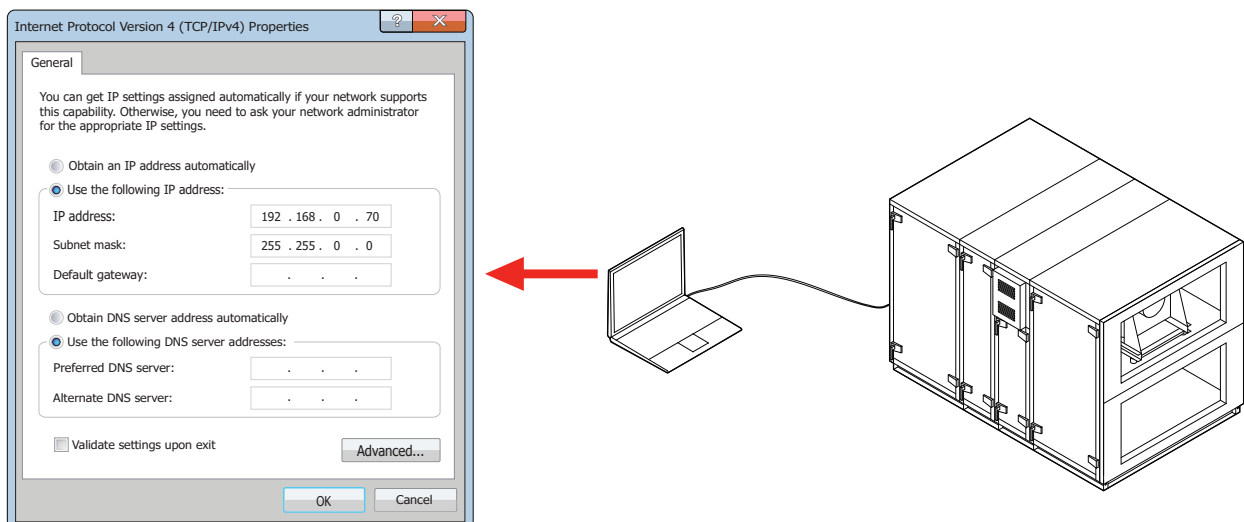 Internet Protocol Version 4 (TCP/IPv4) Properties
?
X
General
You can get IP settings assigned automatically if your network supports
this capability. Otherwise, you need to ask your network administrator
for the appropriate IP settings.
Obtain an IP address automatically
Use the following IP address:
IP address: 192 . 168 . 0 . 70
Subnet mask: 255 . 255 . 0 . 0
Default gateway: . . .
Obtain DNS server address automatically
Use the following DNS server addresses:
Preferred DNS server: . . .
Alternate DNS server: . . .
Validate settings upon exit
Advanced...
OK Cancel